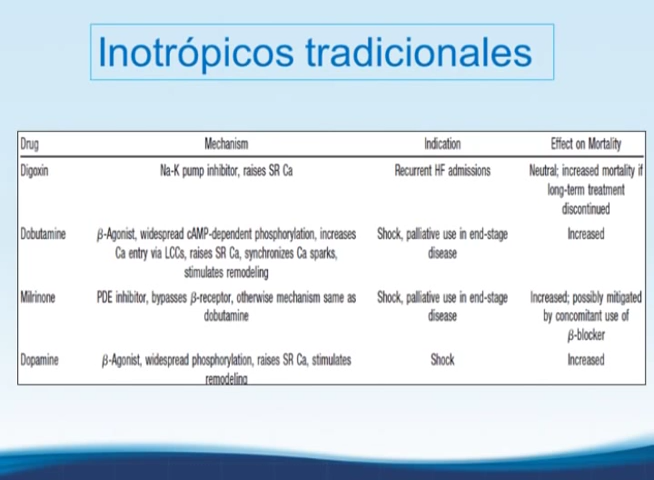 Inotrópicos tradicionales
Drug Mechanism Indication Effect on Mortality
Digoxin Na-K pump inhibitor, raises SR Ca Recurrent HF admissions Neutral; increased mortality if
long-term treatment
discontinued
Dobutamine β-Agonist, widespread cAMP-dependent phosphorylation, increases Shock, palliative use in end-stage Increased
Ca entry via LCCs, raises SR Ca, synchronizes Ca sparks, disease
stimulates remodeling
Milrinone PDE inhibitor, bypasses β-receptor, otherwise mechanism same as Shock, palliative use in end-stage Increased; possibly mitigated
dobutamine disease by concomitant use of
β-blocker
Dopamine β-Agonist, widespread phosphorylation, raises SR Ca, stimulates Shock Increased
remodeling